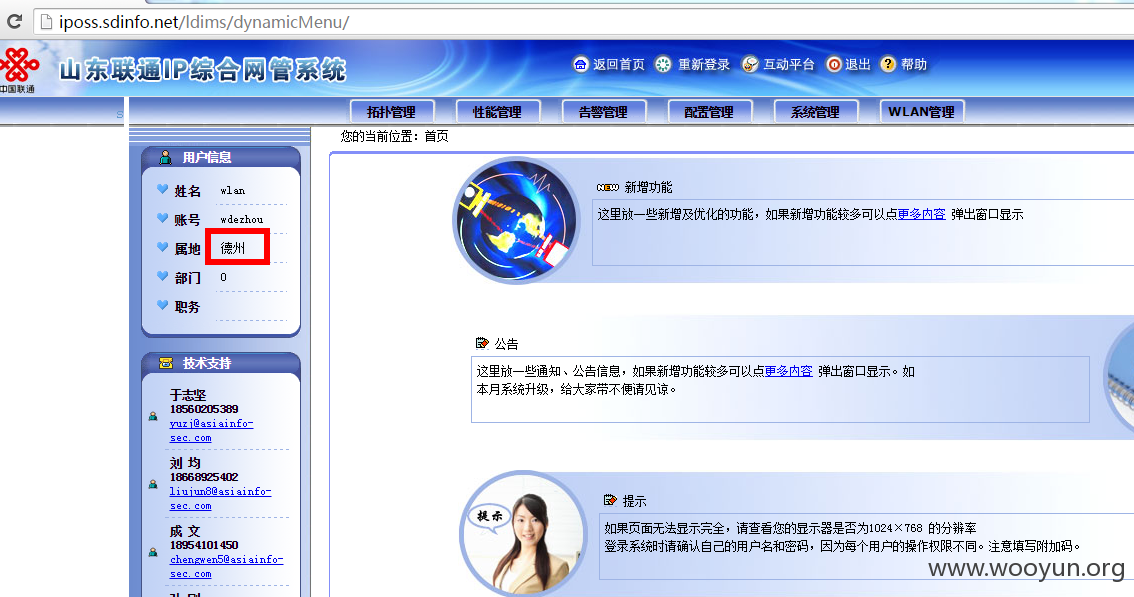 iposs.sdinfo.net/ldims/dynamicMenu/
中国联通
山东联通IP综合网管系统
返回首页 重新登录 互动平台 退出 帮助
s
拓扑管理 性能管理 告警管理 配置管理 系统管理 WLAN管理
您的当前位置：首页
用户信息
姓名 wlan
账号 wdezhou
属地 德州
部门 0
职务
技术支持
于志坚
18560205389
yuzj@asiainfo-
sec.com
刘 均
18668925402
liujun8@asiainfo-
sec.com
成 文
18954101450
chengwen5@asiainfo-
sec.com
NEW 新增功能
这里放一些新增及优化的功能，如果新增功能较多可以点更多内容 弹出窗口显示
公告
这里放一些通知、公告信息，如果新增功能较多可以点更多内容 弹出窗口显示。如
本月系统升级，给大家带不便请见谅。
提示
提示
如果页面无法显示完全，请查看您的显示器是否为1024×768 的分辨率
登录系统时请确认自己的用户名和密码，因为每个用户的操作权限不同。注意填写附加码。
www.wooyun.org